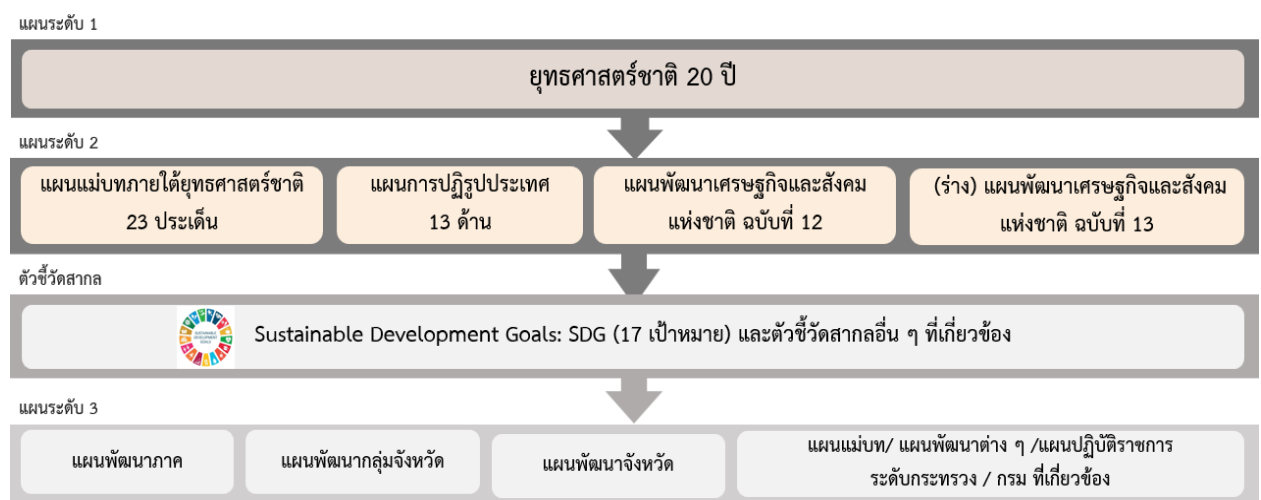 แผนระดับ 1
ยุทธศาสตร์ชาติ 20 ปี
แผนระดับ 2
แผนแม่บทภายใต้ยุทธศาสตร์ชาติ
23 ประเด็น
แผนการปฏิรูปประเทศ
13 ด้าน
แผนพัฒนาเศรษฐกิจและสังคม
แห่งชาติ ฉบับที่ 12
(ร่าง) แผนพัฒนาเศรษฐกิจและสังคม
แห่งชาติ ฉบับที่ 13
ตัวชี้วัดสากล
SUSTAINABLE
DEVELOPMENT
GOALS
Sustainable Development Goals: SDG (17 เป้าหมาย) และตัวชี้วัดสากลอื่น ๆ ที่เกี่ยวข้อง
แผนระดับ 3
แผนพัฒนาภาค
แผนพัฒนากลุ่มจังหวัด
แผนพัฒนาจังหวัด
แผนแม่บท/ แผนพัฒนาต่าง ๆ /แผนปฏิบัติราชการ
ระดับกระทรวง / กรม ที่เกี่ยวข้อง